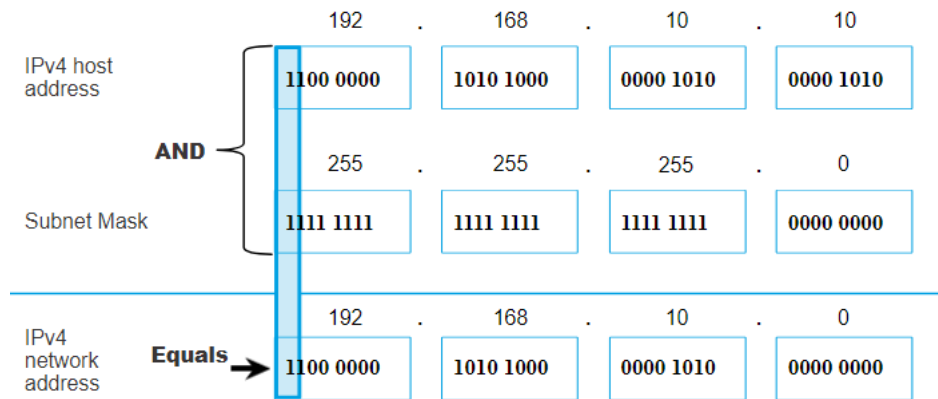 192 . 168 . 10 . 10
IPv4 host
address
1100 0000 1010 1000 0000 1010 0000 1010
AND
255 . 255 . 255 . 0
Subnet Mask
1111 1111 1111 1111 1111 1111 0000 0000
192 . 168 . 10 . 0
IPv4
network
address
Equals
1100 0000 1010 1000 0000 1010 0000 0000